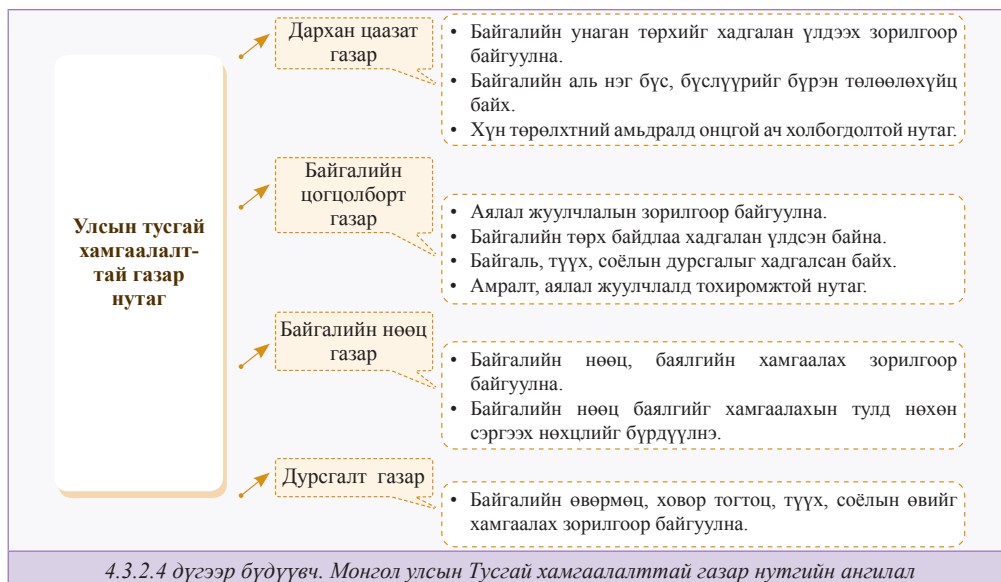 Улсын тусгай
хамгаалалт-
тай газар
нутаг
Дархан цаазат
газар
• Байгалийн унаган төрхийг хадгалан үлдээх зорилгоор
байгуулна.
• Байгалийн аль нэг бүс, бүслүүрийг бүрэн төлөөлөхүйц
байх.
• Хүн төрөлхтний амьдралд онцгой ач холбогдолтой нутаг.
Байгалийн
цогцолборт
газар
• Аялал жуулчлалын зорилгоор байгуулна.
• Байгалийн төрх байдлаа хадгалан үлдсэн байна.
• Байгаль, түүх, соёлын дурсгалыг хадгалсан байх.
• Амралт, аялал жуулчлалд тохиромжтой нутаг.
Байгалийн нөөц
газар
• Байгалийн нөөц, баялгийн хамгаалах зорилгоор
байгуулна.
• Байгалийн нөөц баялгийг хамгаалахын тулд нөхөн
сэргээх нөхцлийг бүрдүүлнэ.
Дурсгалт газар
• Байгалийн өвөрмөц, ховор тогтоц, түүх, соёлын өвийг
хамгаалах зорилгоор байгуулна.
4.3.2.4 дүгээр бүдүүвч. Монгол улсын Тусгай хамгаалалттай газар нутгийн ангилал